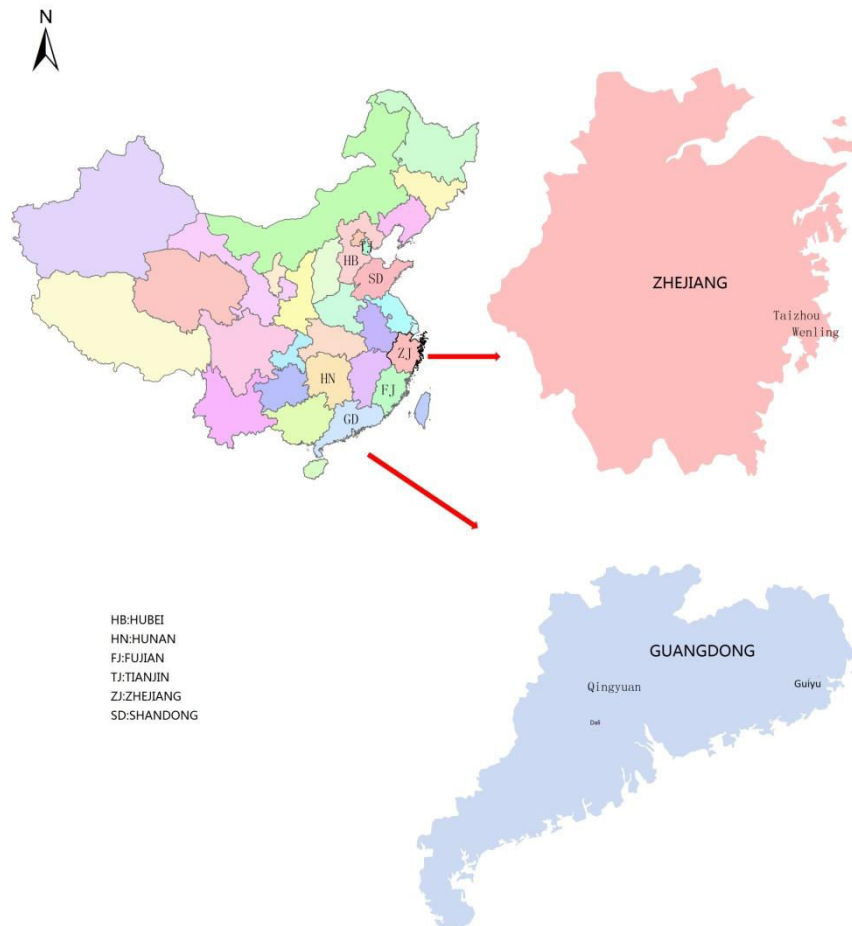 N
TJ
HB
SD
ZJ
HN
FJ
GD
ZHEJIANG
Taizhou
Wenling
HB:HUBEI
HN:HUNAN
FJ:FUJIAN
TJ:TIANJIN
ZJ:ZHEJIANG
SD:SHANDONG
GUANGDONG
Qingyuan
Guiyu
Dali